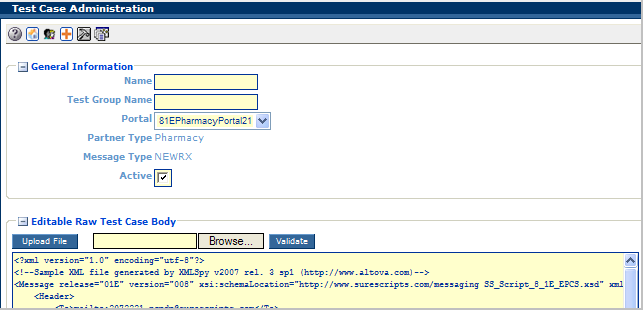 Test Case Administration
General Information
Name
Test Group Name
Portal 81EPharmacyPortal21
Partner Type Pharmacy
Message Type NEWRX
Active
Editable Raw Test Case Body
Upload File Browse... Validate
<?xml version="1.0" encoding="utf-8"?>
<!--Sample XML file generated by XMLSpy v2007 rel. 3 sp1 (http://www.altova.com)-->
<Message release="01E" version="008" xsi:schemaLocation="http://www.surescripts.com/messaging SS_Script_8_1E_EPCS.xsd" xml
<Header>